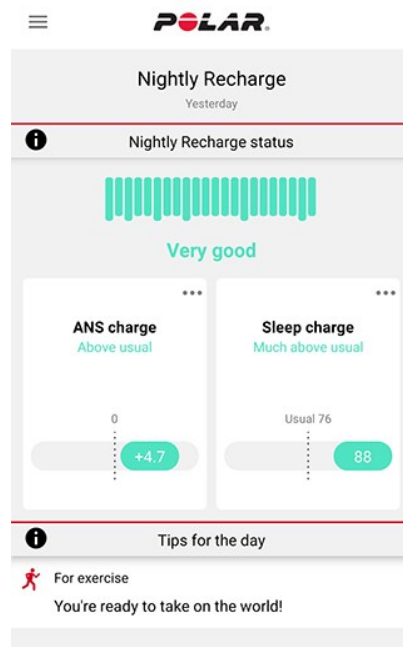 POLAR.
Nightly Recharge
Yesterday
Nightly Recharge status
Very good
ANS charge
Above usual
0
+4.7
Sleep charge
Much above usual
Usual 76
88
Tips for the day
For exercise
You're ready to take on the world!